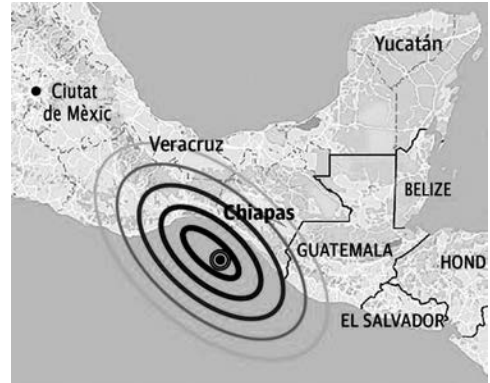 Yucatán
Ciutat
de Mèxic
Veracruz
Chiapas
BELIZE
GUATEMALA
HOND
EL SALVADOR